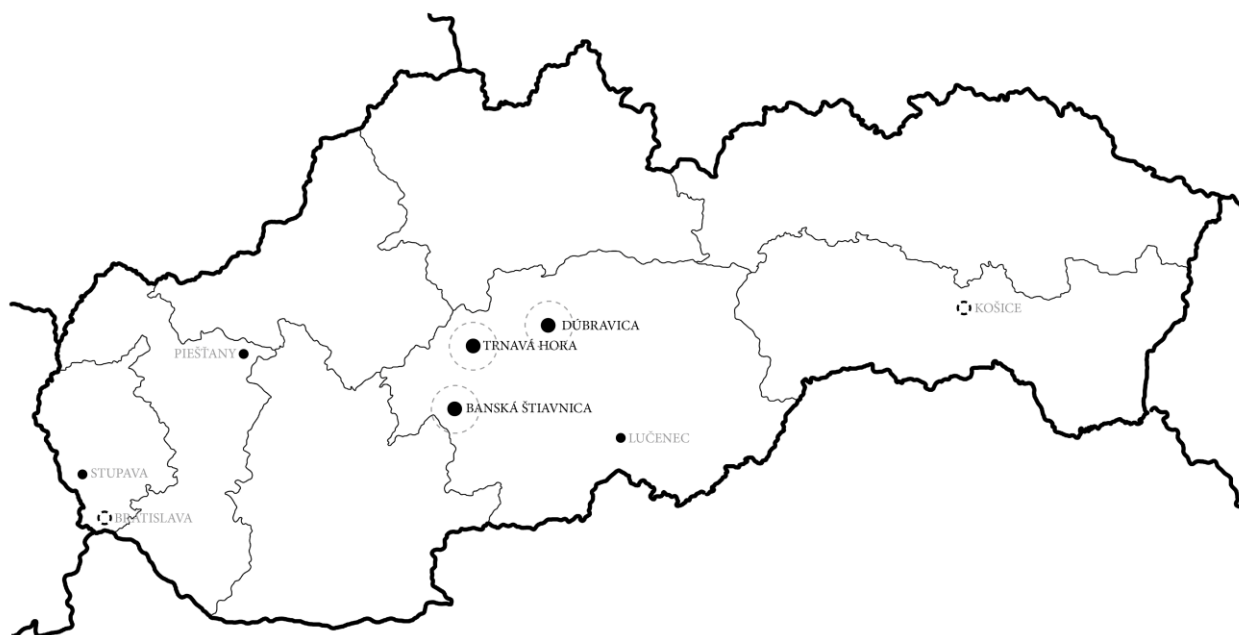 KOŠICE
DÚBRAVICA
TRNAVÁ HORA
PIEŠŤANY
BANSKÁ ŠTIAVNICA
LUČENEC
STUPAVA
BRATISLAVA